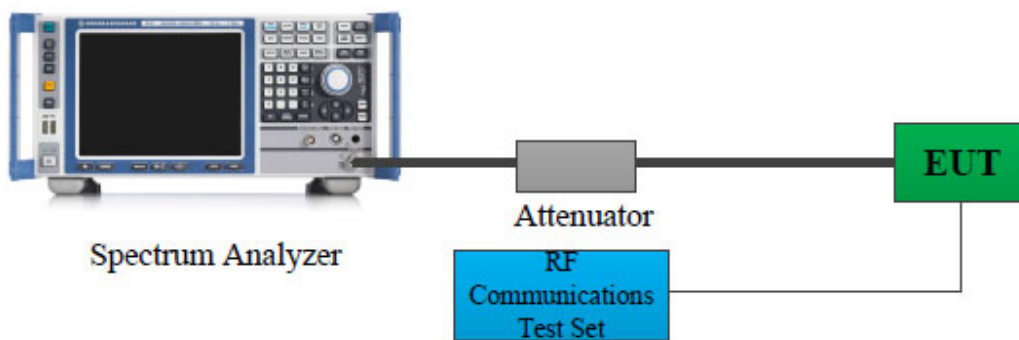 Spectrum Analyzer
Attenuator
EUT
RF
Communications
Test Set